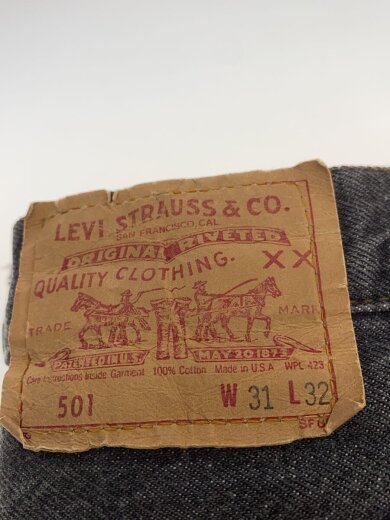 LEVI STRAUSS & CO.
SAN FRANCISCO, CAL.
ORIGINAL RIVETED
QUALITY CLOTHING. XX
TRADE MARK
PATENTED IN U.S. MAY 20 1873
Care Instructions Inside Garment 100% Cotton Made in U.S.A WPL 423
501 W 31 L 32